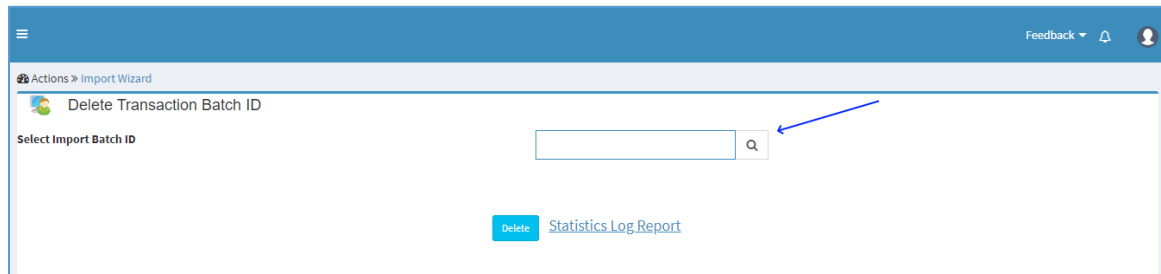 Feedback
Actions » Import Wizard
Delete Transaction Batch ID
Select Import Batch ID
Delete Statistics Log Report